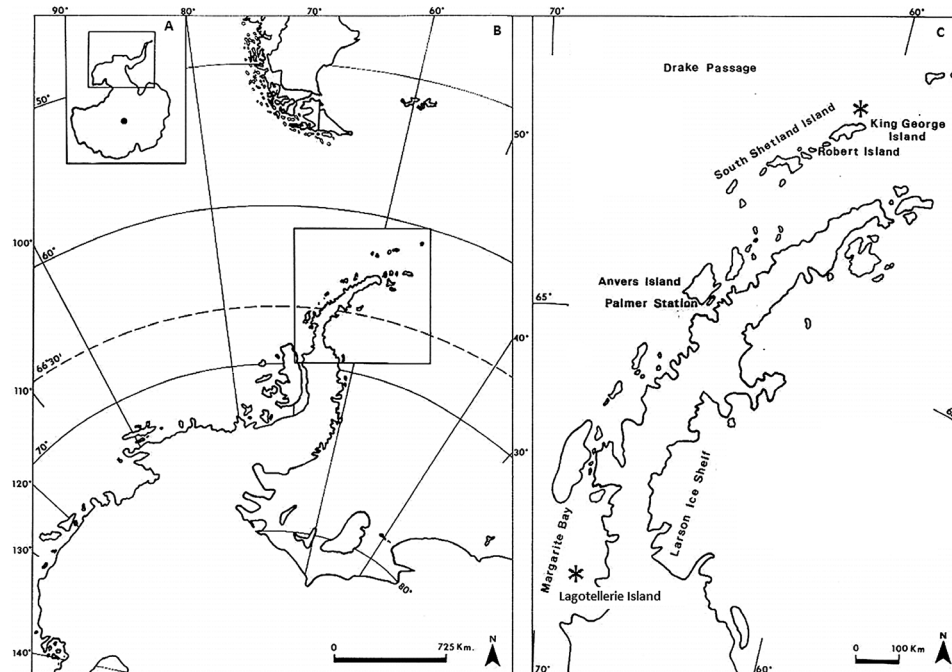 90°
A
80°
70°
60°
B
50°
50°
100°
60°
66°30'
110°
70°
120°
130°
140°
40°
30°
80°
0 725 Km.
N
60°
C
Drake Passage
South Shetland Island
King George
Island
Robert Island
Anvers Island
Palmer Station
65°
Larson Ice Shelf
Margarite Bay
Lagotellerie Island
70°
60°
0 100 Km.
N
70°